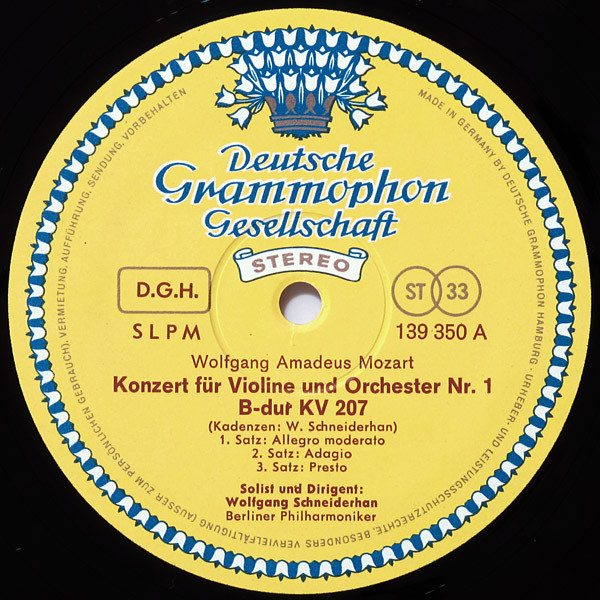 Deutsche
Grammophon
Gesellschaft
STEREO
D.G.H.
ST 33
SLPM
139 350 A
Wolfgang Amadeus Mozart
Konzert für Violine und Orchester Nr. 1
B-dur KV 207
(Kadenzen: W. Schneiderhan)
1. Satz: Allegro moderato
2. Satz: Adagio
3. Satz: Presto
Solist und Dirigent:
Wolfgang Schneiderhan
Berliner Philharmoniker
MADE IN GERMANY BY DEUTSCHE GRAMMOPHON HAMBURG · URHEBER- UND LEISTUNGSSCHUTZRECHTE, BESONDERS VERVIELFÄLTIGUNG (AUSSER ZUM PERSÖNLICHEN GEBRAUCH), VERMIETUNG, AUFFÜHRUNG, SENDUNG, VORBEHALTEN